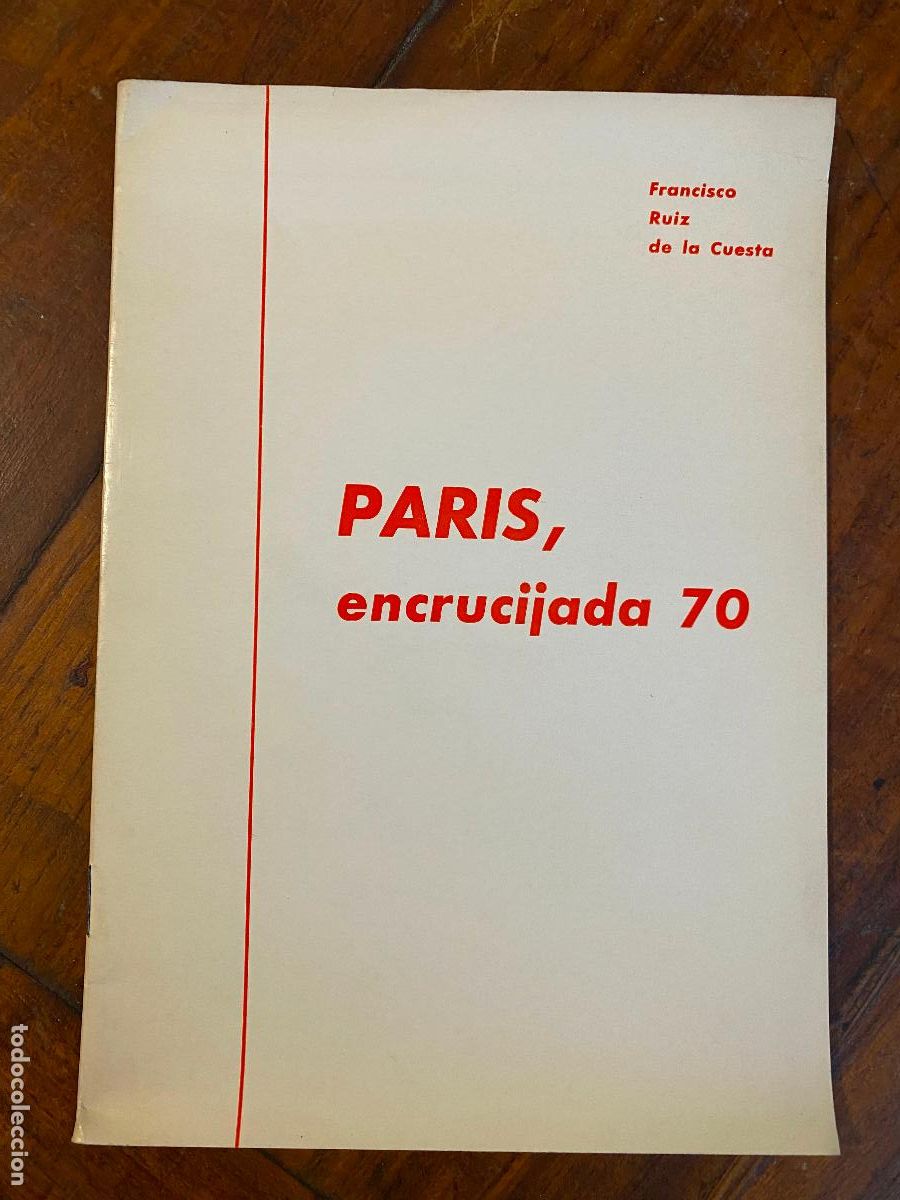 Francisco
Ruiz
de la Cuesta
PARIS,
encrucijada 70
todocoleccion